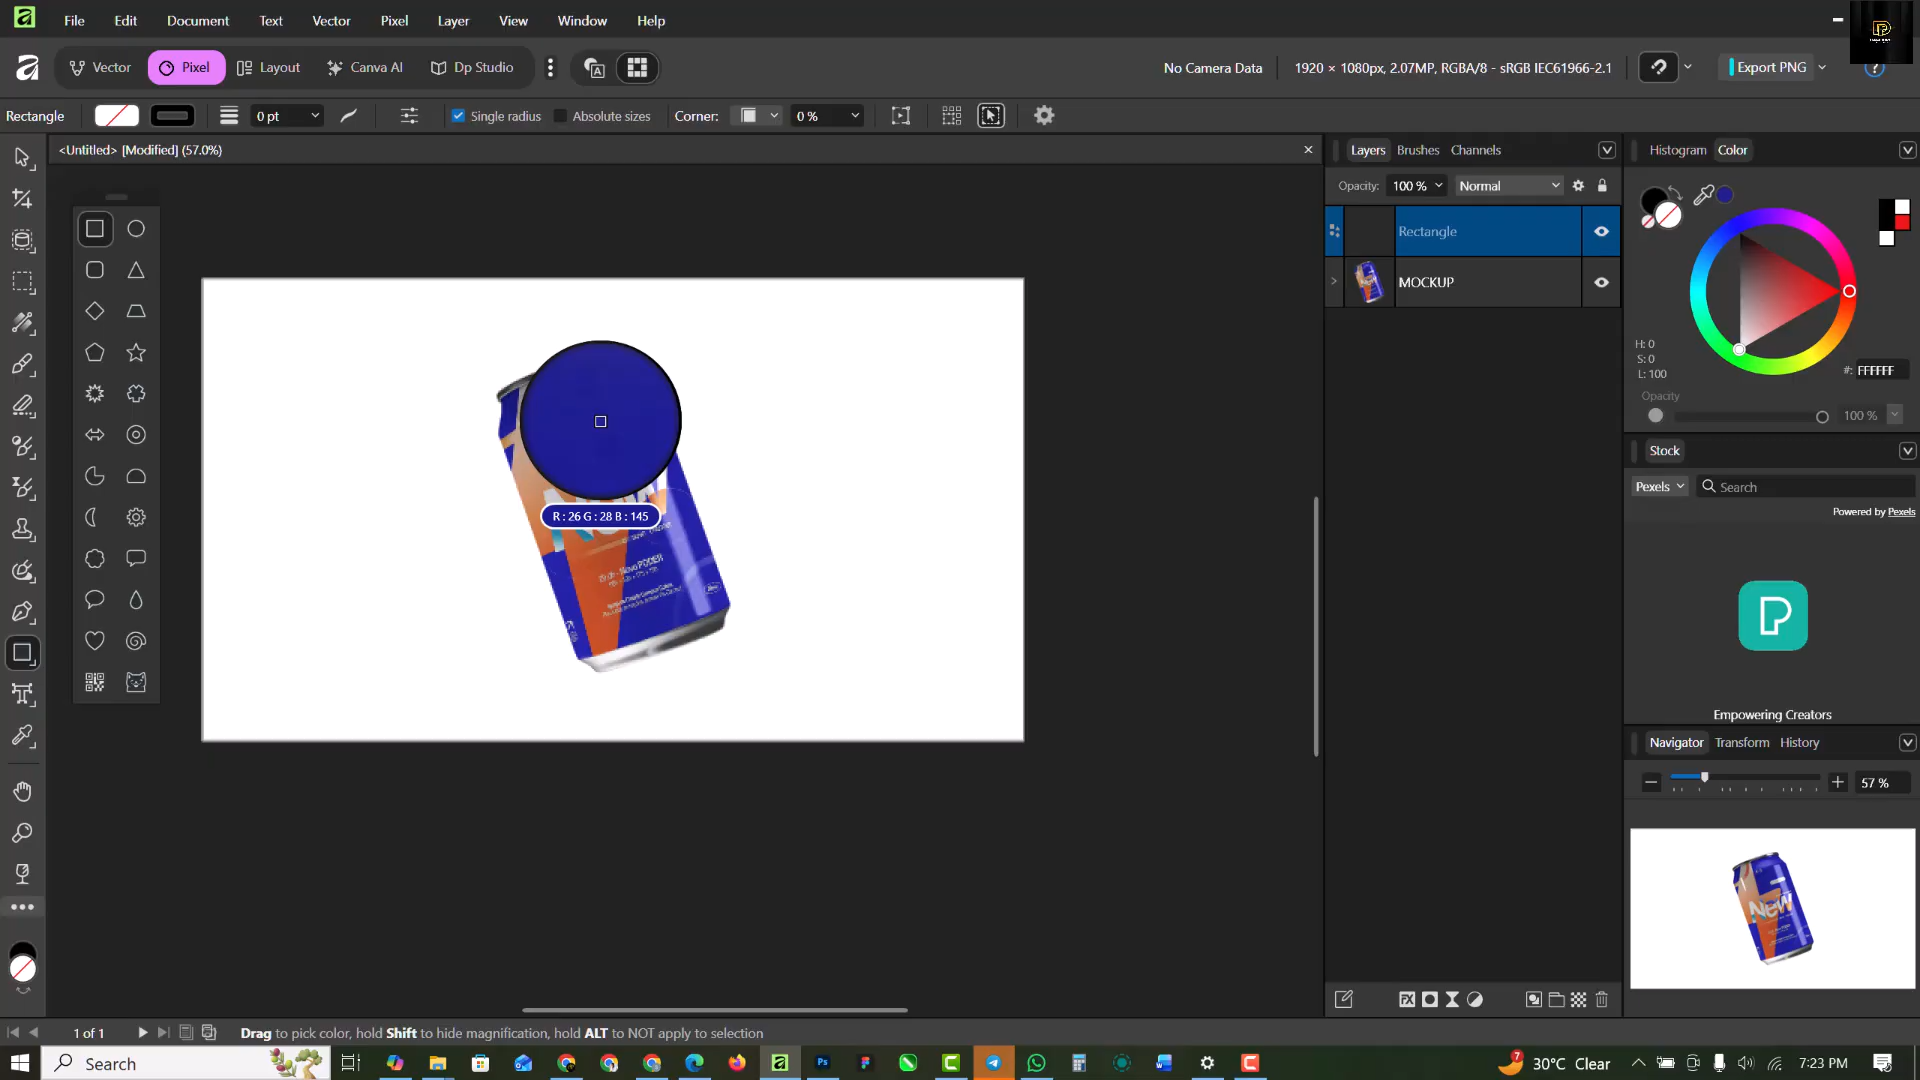 File Edit Document Text Vector Pixel Layer View Window Help
Vector Pixel Layout Canva AI Dp Studio No Camera Data 1920 × 1080px, 2.07MP, RGBA/8 - sRGB IEC61966-2.1 Export PNG ?
Rectangle 0 pt Single radius Absolute sizes Corner: 0 %
<Untitled> [Modified] (57.0%)
Layers Brushes Channels
Opacity: 100 % Normal
Rectangle
MOCKUP
Histogram Color
H: 0
S: 0
L: 100
#: FFFFFF
Opacity
100 %
Stock
Pexels Search
Powered by Pexels
Empowering Creators
Navigator Transform History
57 %
New
R : 26 G : 28 B : 145
1 of 1 Drag to pick color, hold Shift to hide magnification, hold ALT to NOT apply to selection
Search 7 30°C Clear 7:23 PM